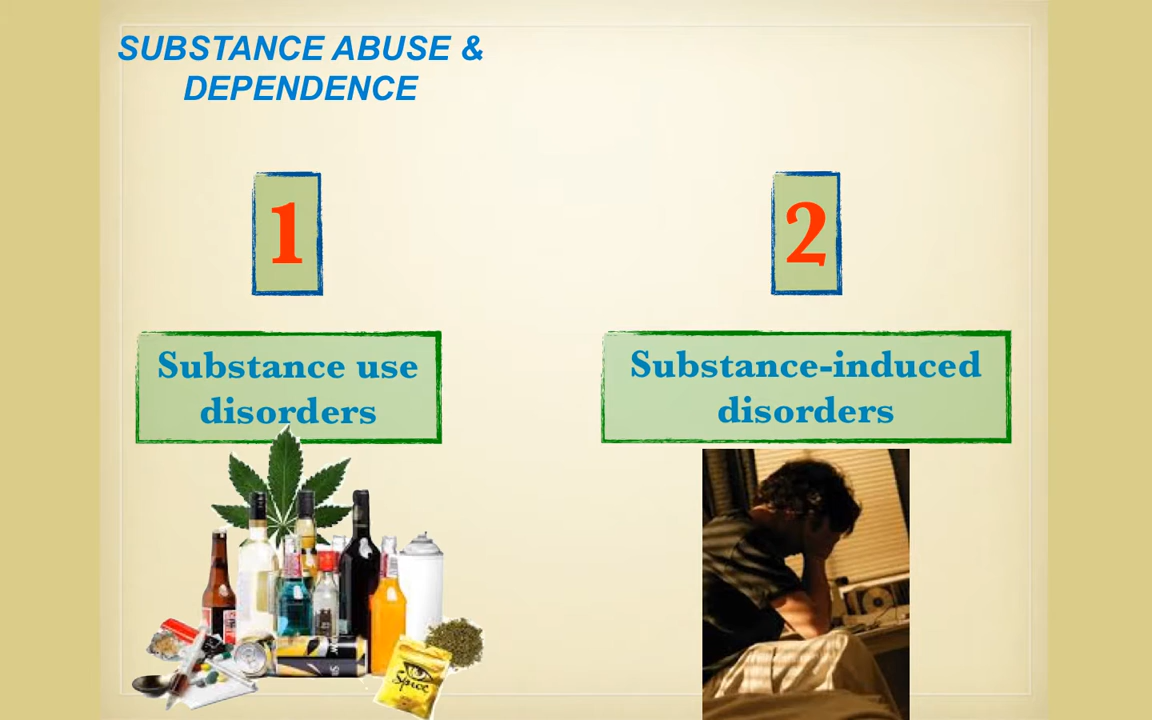 SUBSTANCE ABUSE &
DEPENDENCE
1
2
Substance use
disorders
Substance-induced
disorders
Spice